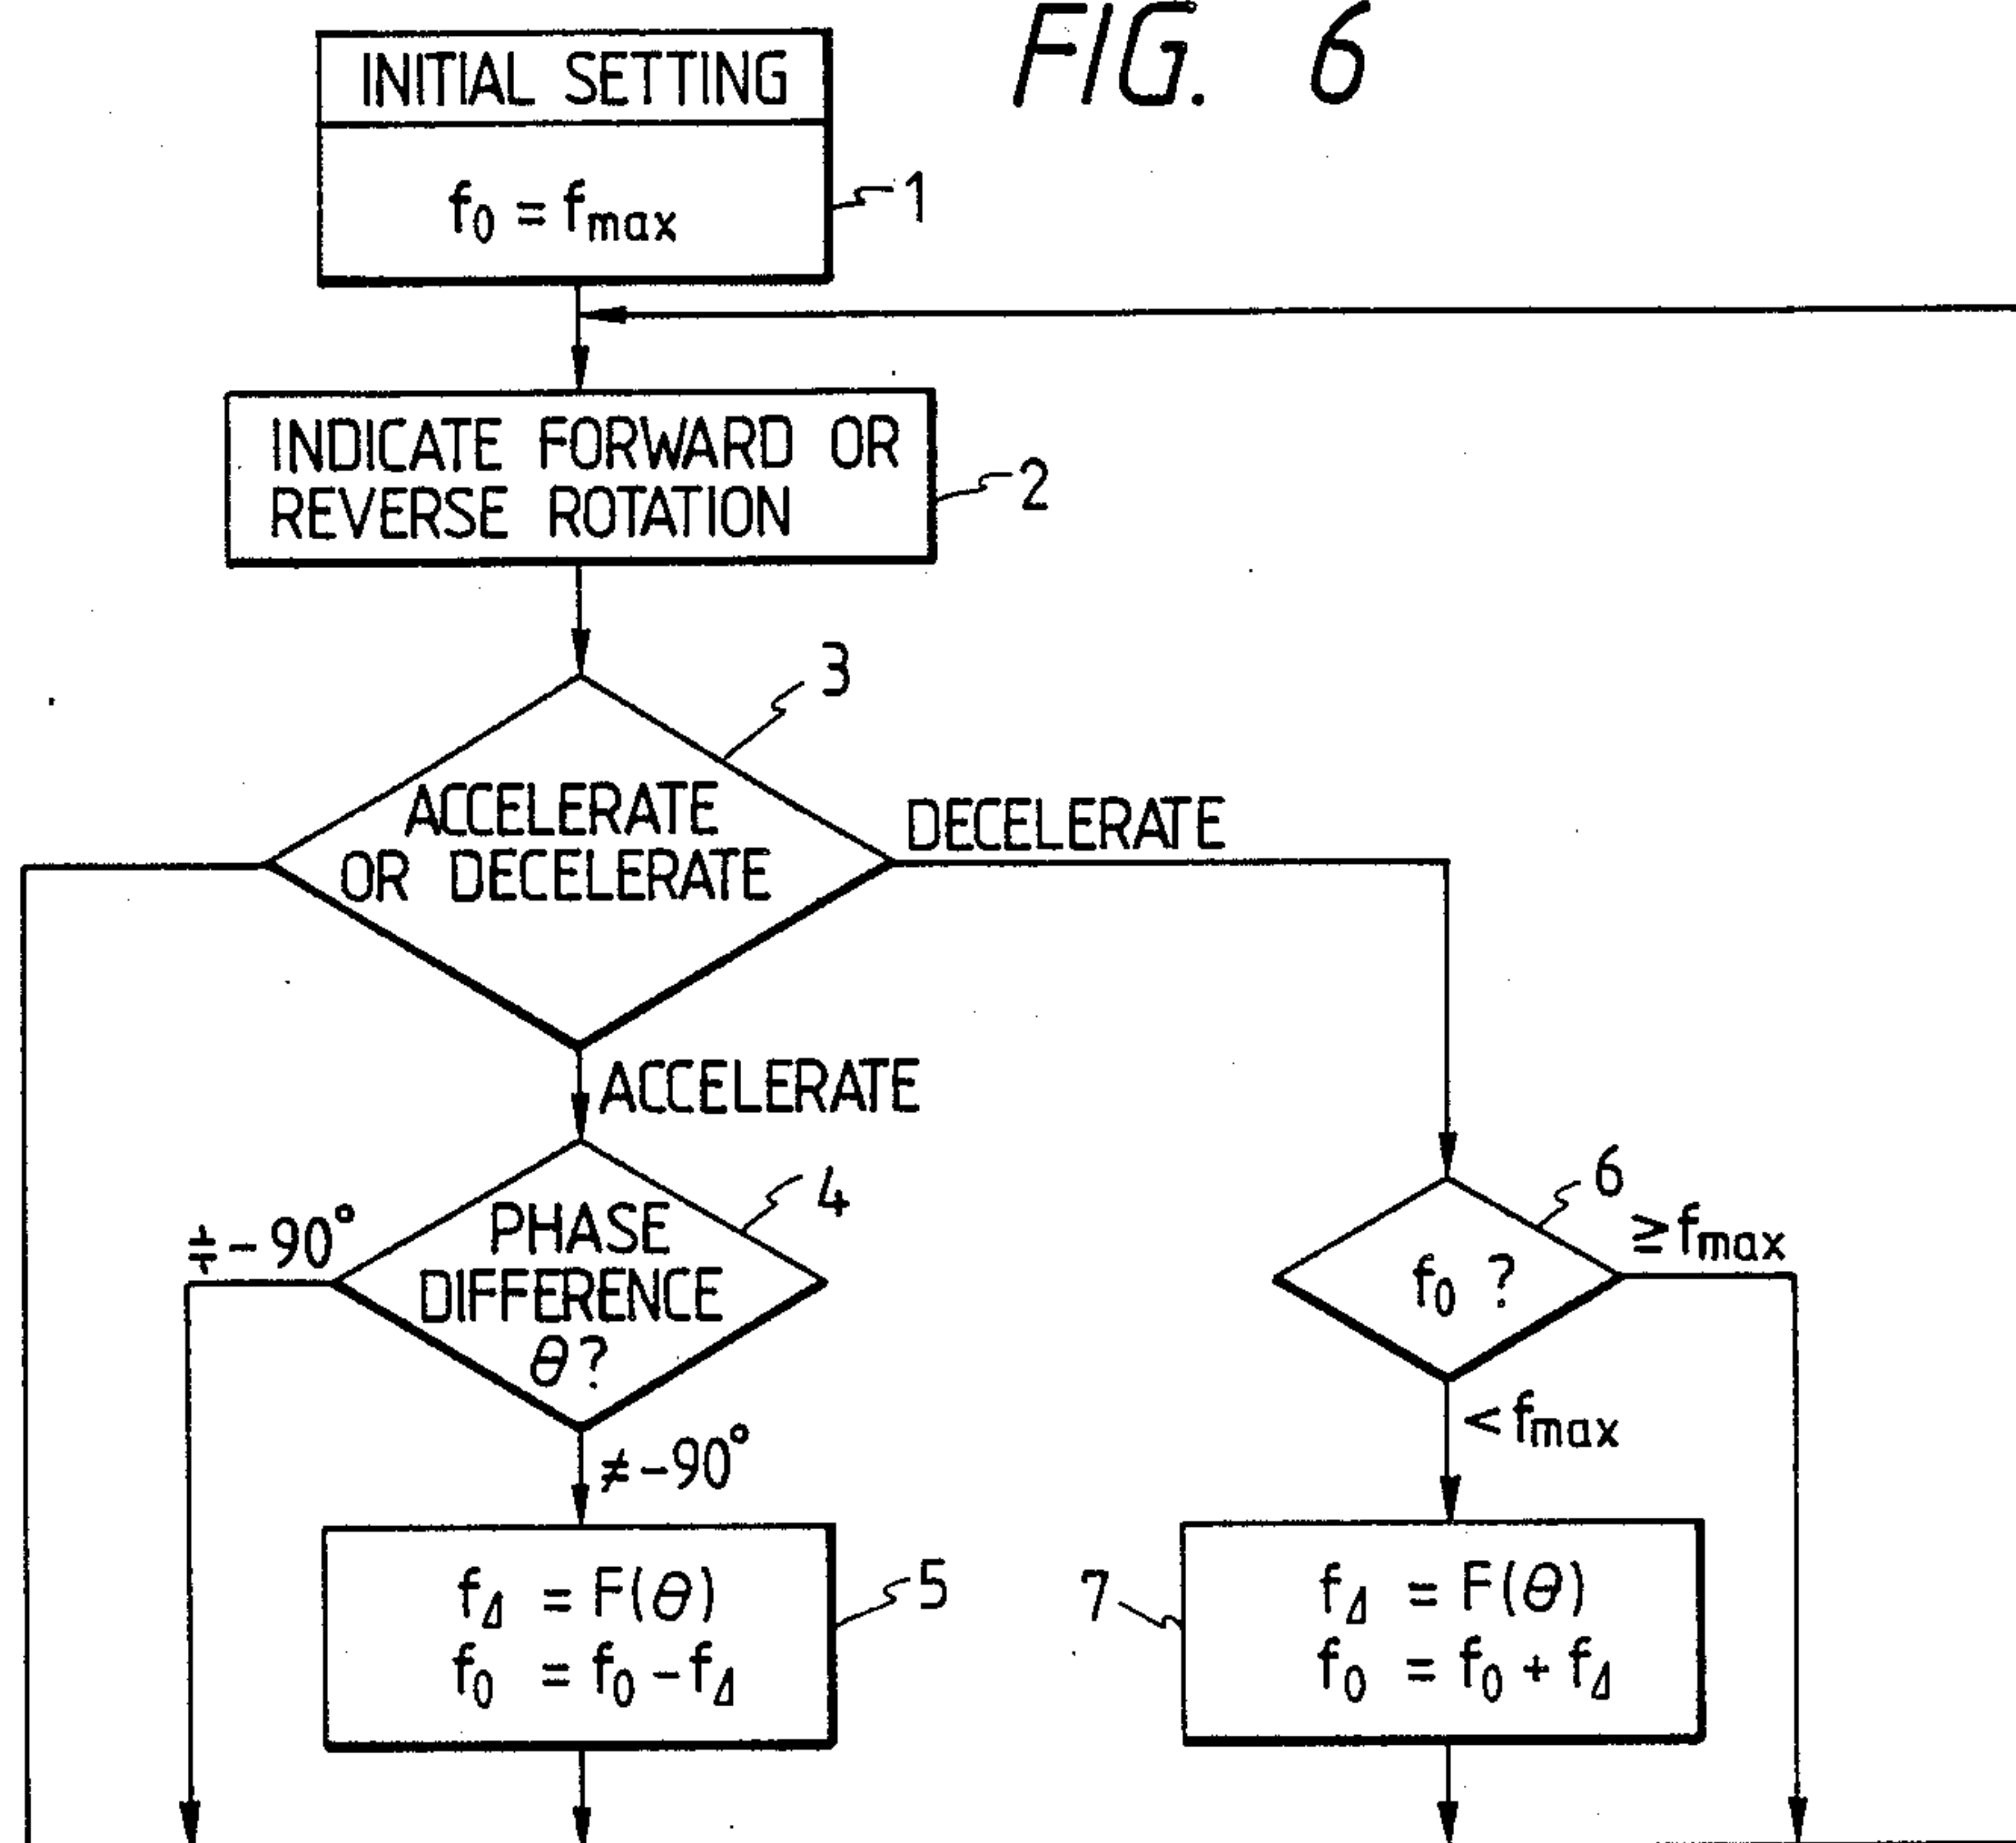 FIG. 6
INITIAL SETTING
f₀ = fmax
1
INDICATE FORWARD OR
REVERSE ROTATION
2
3
ACCELERATE
OR DECELERATE
DECELERATE
ACCELERATE
4
≑ -90°
PHASE
DIFFERENCE
θ?
≠ -90°
6
f₀ ?
≥ fmax
< fmax
5
fΔ = F(θ)
f₀ = f₀ - fΔ
7
fΔ = F(θ)
f₀ = f₀ + fΔ